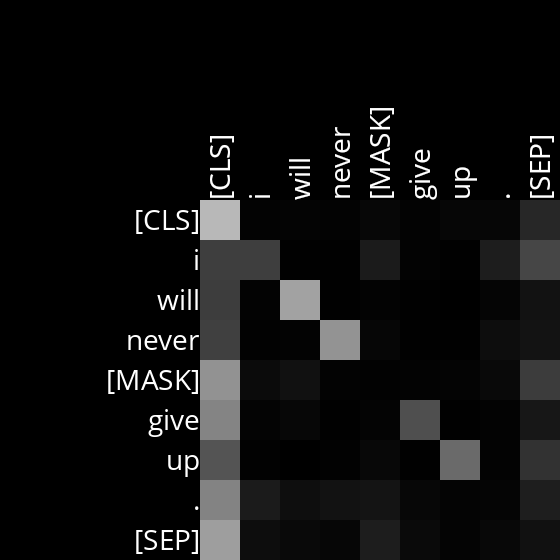 [CLS] i will never [MASK] give up . [SEP]
[CLS]
i
will
never
[MASK]
give
up
.
[SEP]